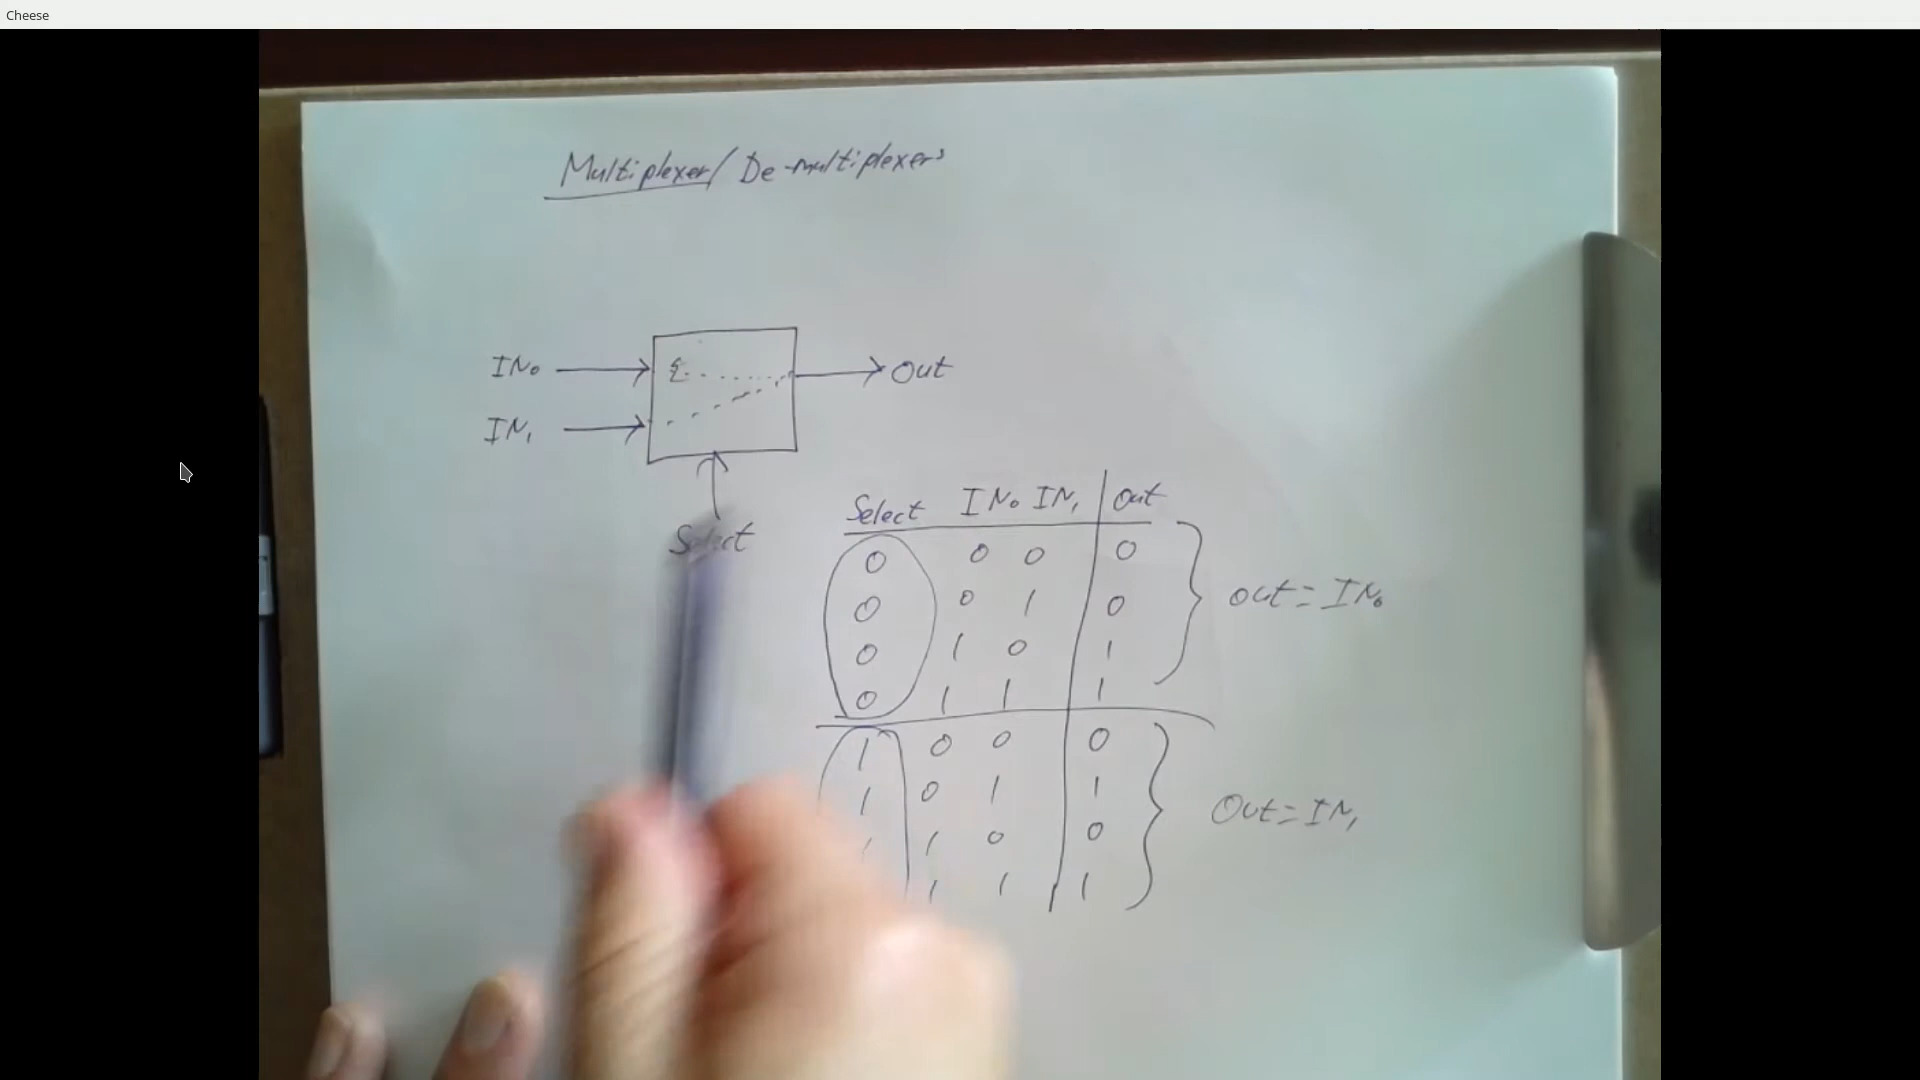 Cheese
Multiplexer/De-multiplexers
IN₀
Out
IN₁
Select
Select IN₀ IN₁ Out
0 0 0 0
0 0 1 0
0 1 0 1
0 1 1 1
out = IN₀
1 0 0 0
1 0 1 1
1 1 0 0
1 1 1
Out = IN₁